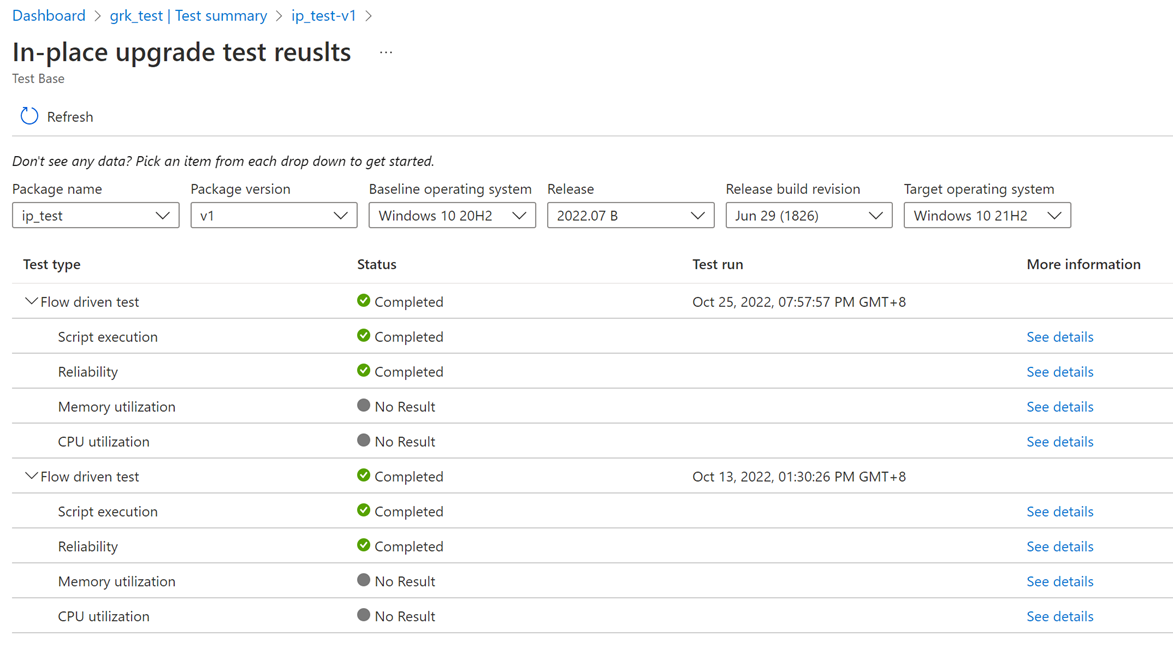 Dashboard > grk_test | Test summary > ip_test-v1 >
In-place upgrade test reuslts ...
Test Base
Refresh
Don't see any data? Pick an item from each drop down to get started.
Package name Package version Baseline operating system Release Release build revision Target operating system
ip_test v1 Windows 10 20H2 2022.07 B Jun 29 (1826) Windows 10 21H2
Test type Status Test run More information
Flow driven test Completed Oct 25, 2022, 07:57:57 PM GMT+8
Script execution Completed See details
Reliability Completed See details
Memory utilization No Result See details
CPU utilization No Result See details
Flow driven test Completed Oct 13, 2022, 01:30:26 PM GMT+8
Script execution Completed See details
Reliability Completed See details
Memory utilization No Result See details
CPU utilization No Result See details